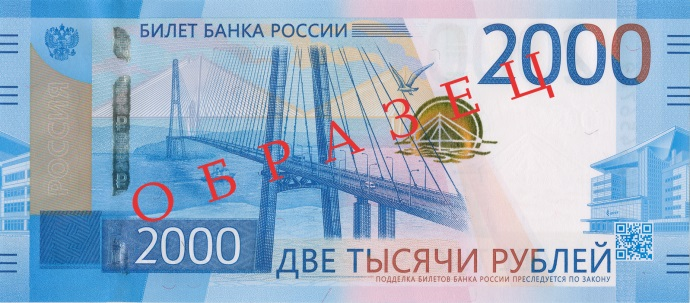 БИЛЕТ БАНКА РОССИИ
2000
РОССИЯ
ОБРАЗЕЦ
2000
ДВЕ ТЫСЯЧИ РУБЛЕЙ
ПОДДЕЛКА БИЛЕТОВ БАНКА РОССИИ ПРЕСЛЕДУЕТСЯ ПО ЗАКОНУ